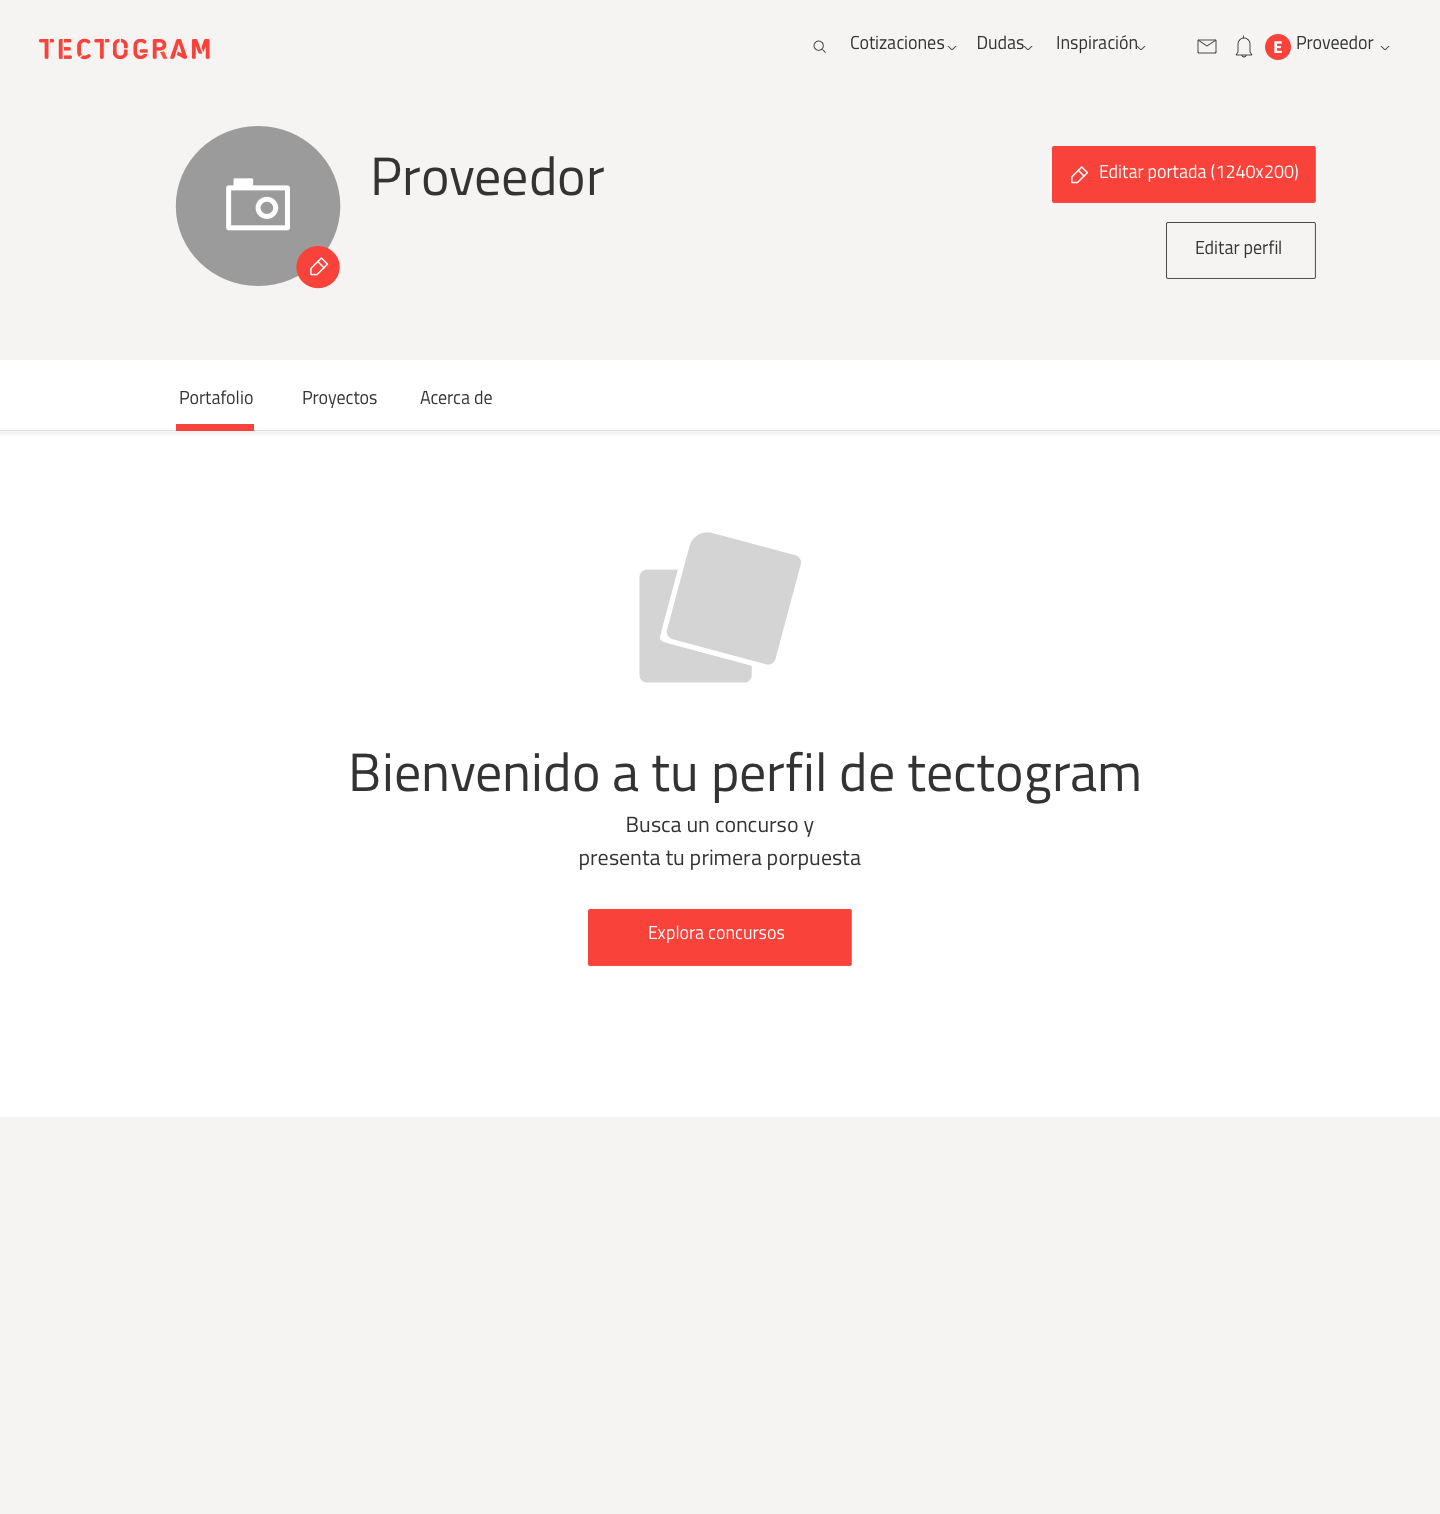 TECTOGRAM
Cotizaciones Dudas Inspiración E Proveedor
Proveedor
Editar portada (1240x200)
Editar perfil
Portafolio Proyectos Acerca de
Bienvenido a tu perfil de tectogram
Busca un concurso y
presenta tu primera porpuesta
Explora concursos